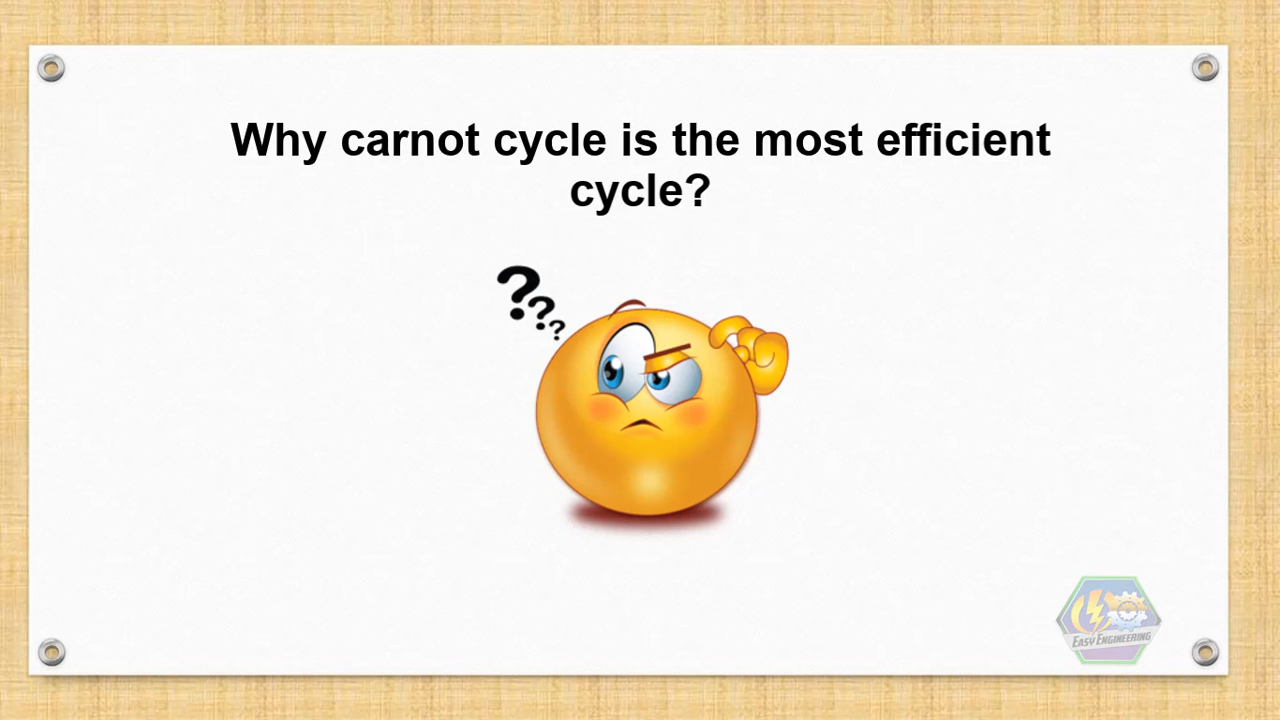 Why carnot cycle is the most efficient
cycle?
???
EASY ENGINEERING